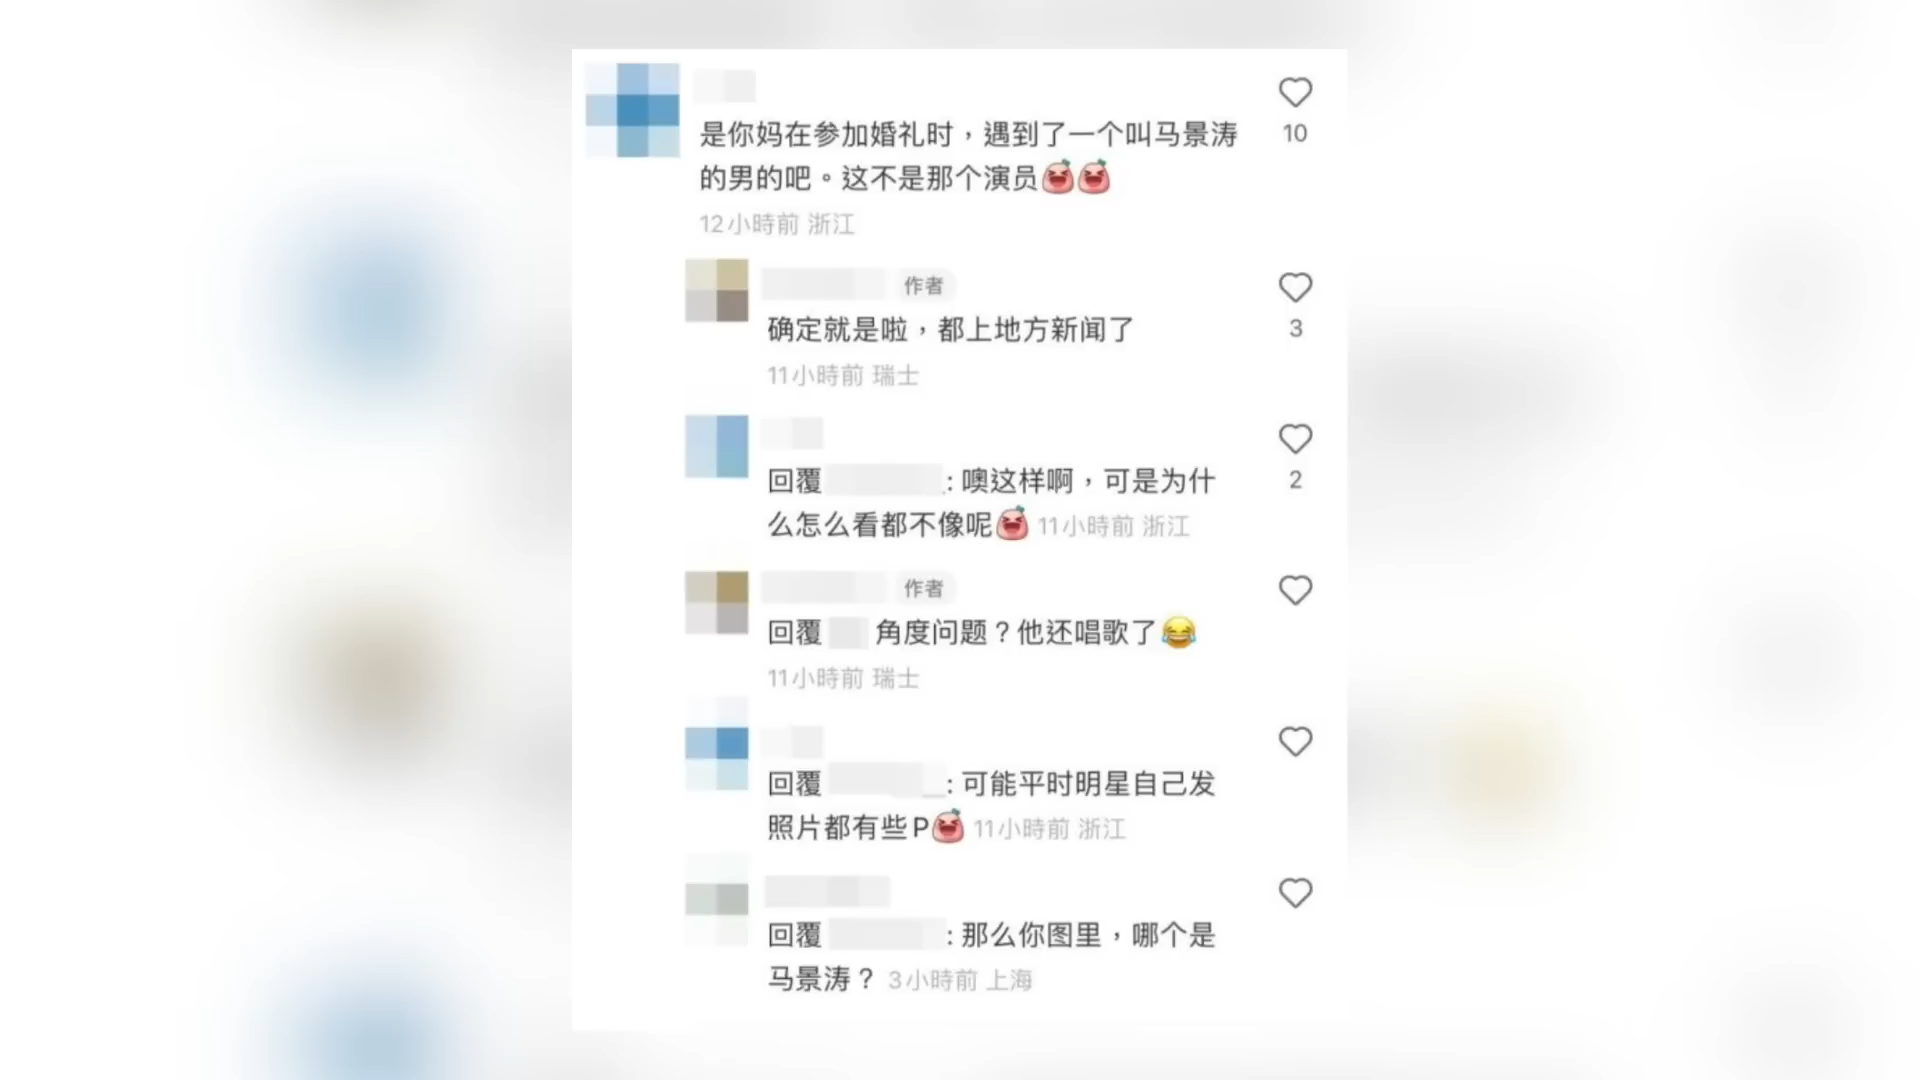 是你妈在参加婚礼时，遇到了一个叫马景涛
10
的男的吧。这不是那个演员
12小時前 浙江
作者
确定就是啦，都上地方新闻了
3
11小時前 瑞士
回覆 : 噢这样啊，可是为什
2
么怎么看都不像呢 11小時前 浙江
作者
回覆 角度问题？他还唱歌了😂
11小時前 瑞士
回覆 : 可能平时明星自己发
照片都有些P 11小時前 浙江
回覆 : 那么你图里，哪个是
马景涛？ 3小時前 上海